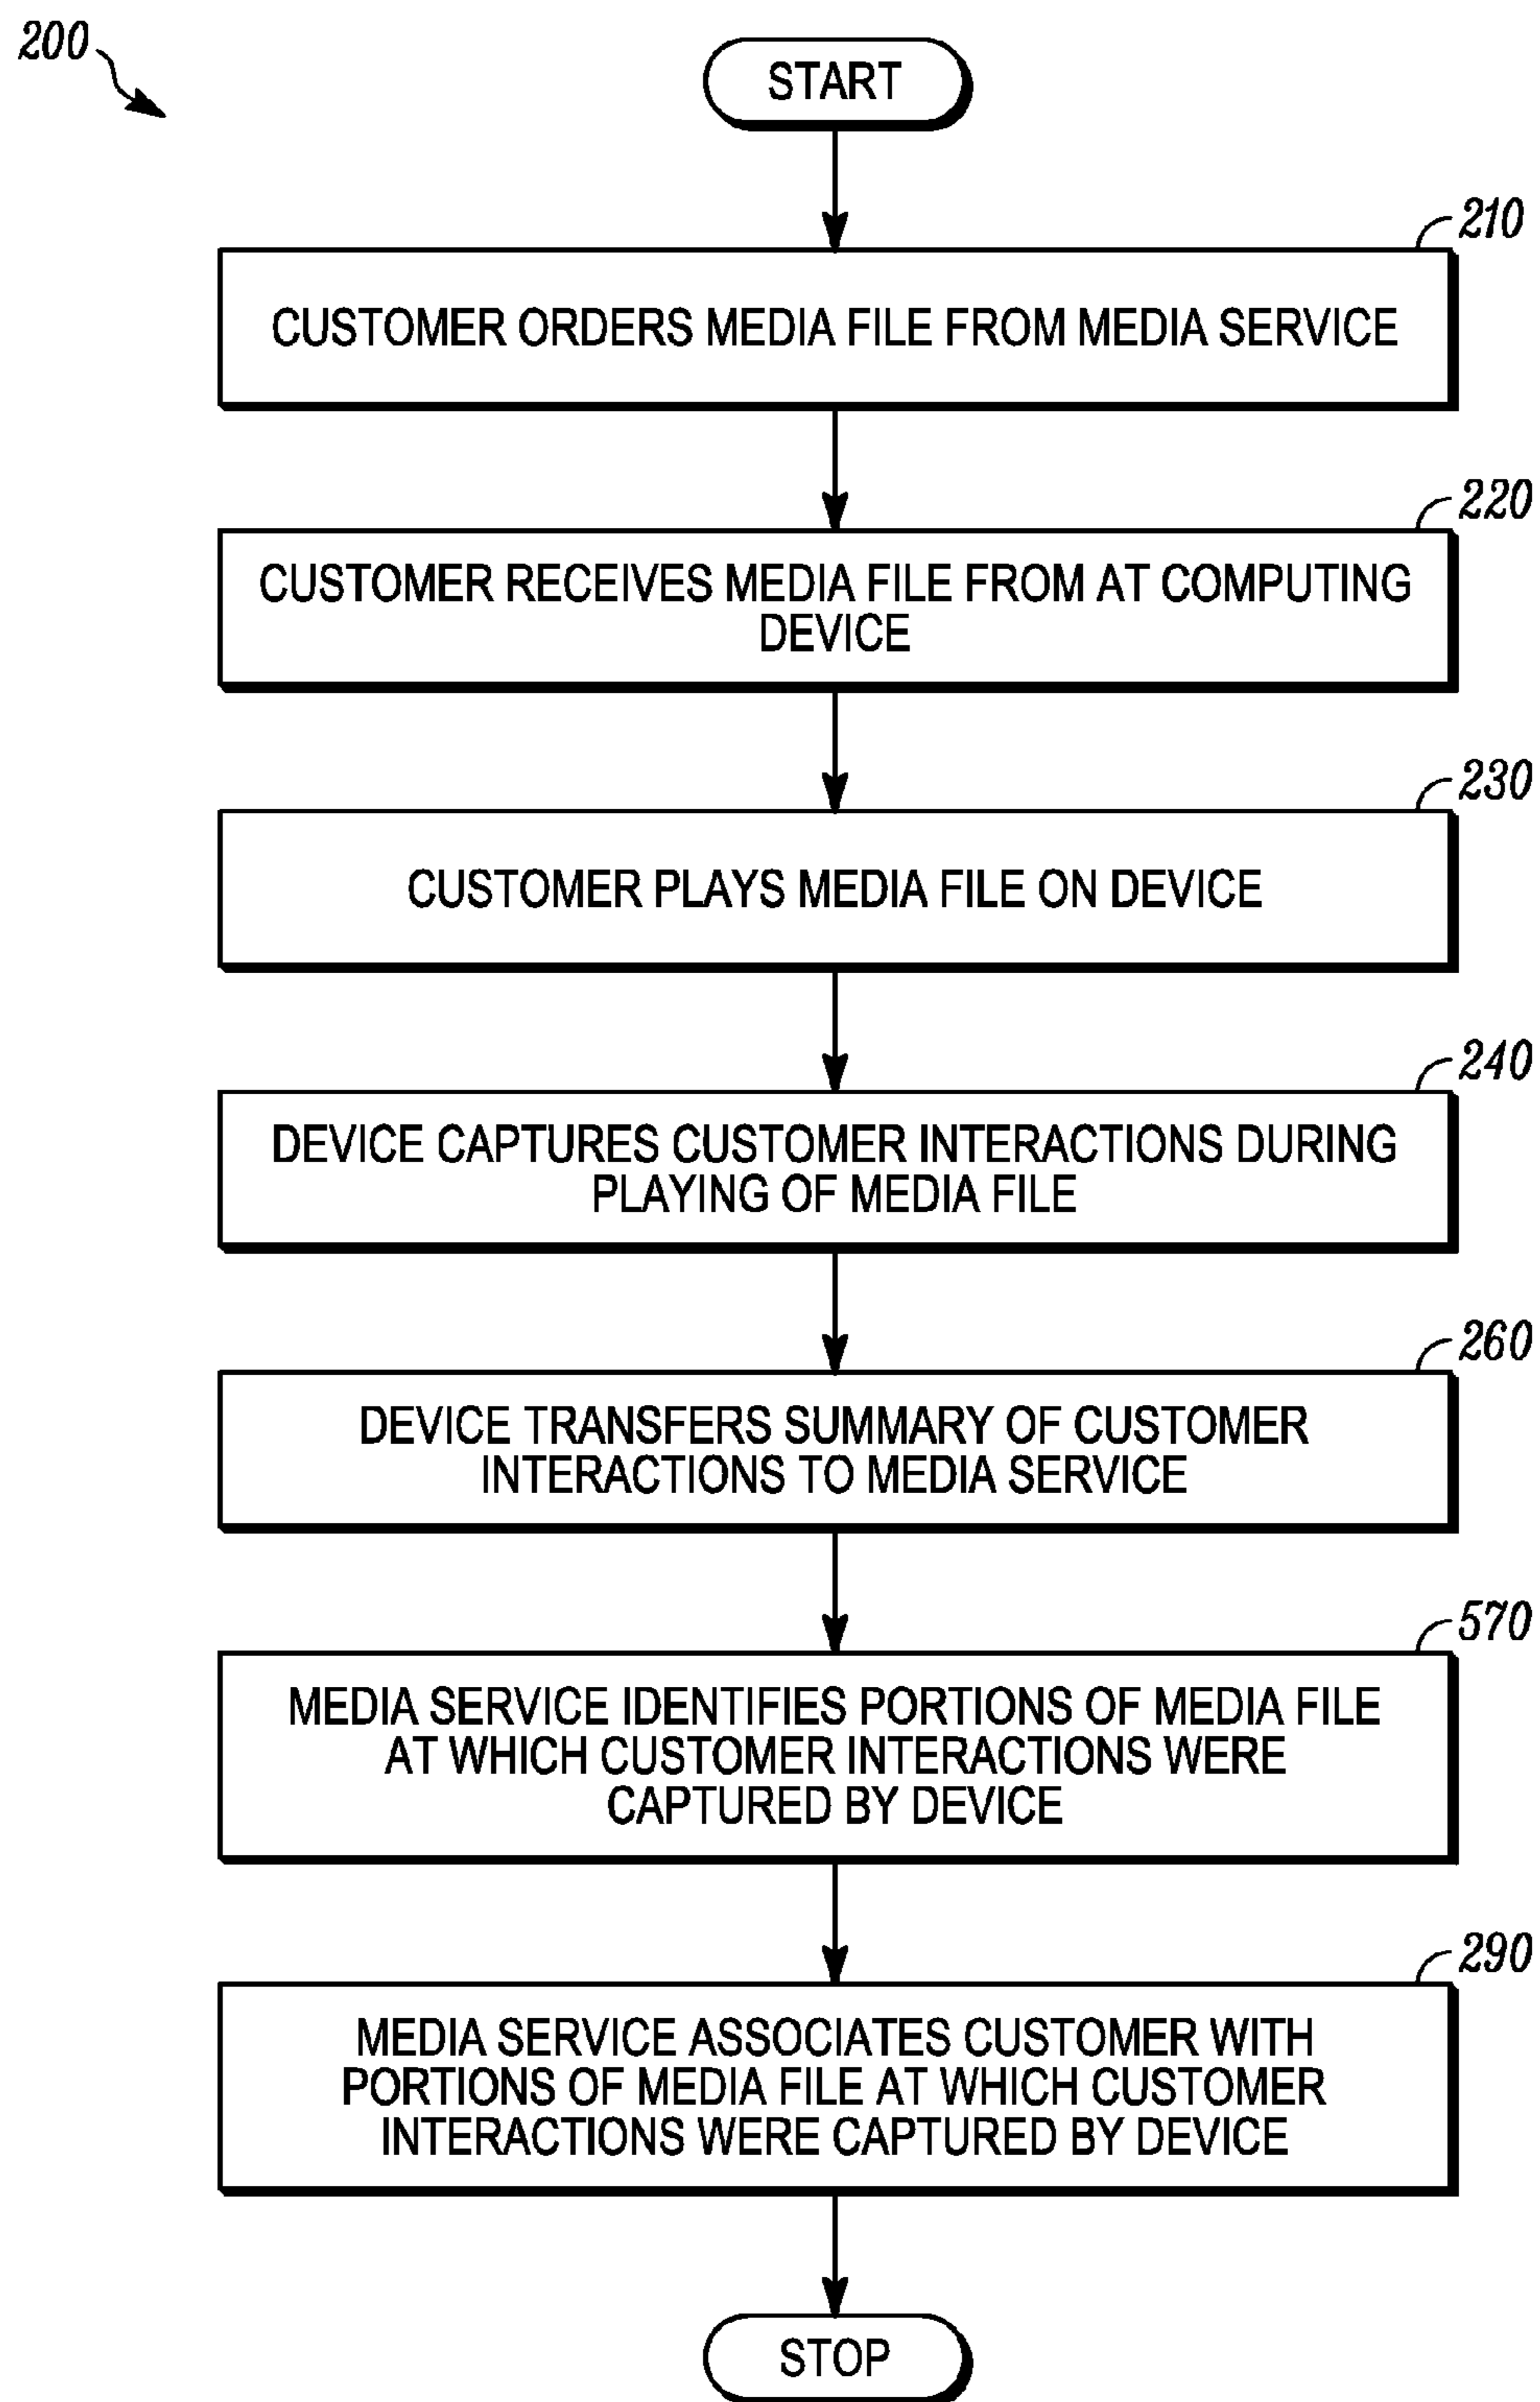 200
START
210
CUSTOMER ORDERS MEDIA FILE FROM MEDIA SERVICE
220
CUSTOMER RECEIVES MEDIA FILE FROM AT COMPUTING
DEVICE
230
CUSTOMER PLAYS MEDIA FILE ON DEVICE
240
DEVICE CAPTURES CUSTOMER INTERACTIONS DURING
PLAYING OF MEDIA FILE
260
DEVICE TRANSFERS SUMMARY OF CUSTOMER
INTERACTIONS TO MEDIA SERVICE
570
MEDIA SERVICE IDENTIFIES PORTIONS OF MEDIA FILE
AT WHICH CUSTOMER INTERACTIONS WERE
CAPTURED BY DEVICE
290
MEDIA SERVICE ASSOCIATES CUSTOMER WITH
PORTIONS OF MEDIA FILE AT WHICH CUSTOMER
INTERACTIONS WERE CAPTURED BY DEVICE
STOP